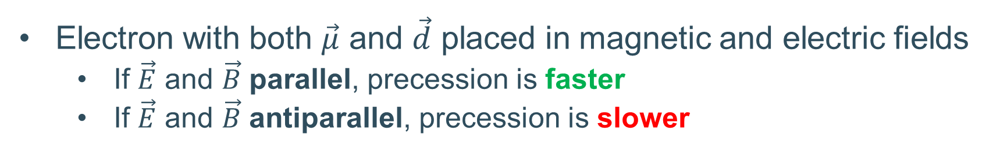 • Electron with both $\vec{\mu}$ and $\vec{d}$ placed in magnetic and electric fields
• If $\vec{E}$ and $\vec{B}$ parallel, precession is faster
• If $\vec{E}$ and $\vec{B}$ antiparallel, precession is slower